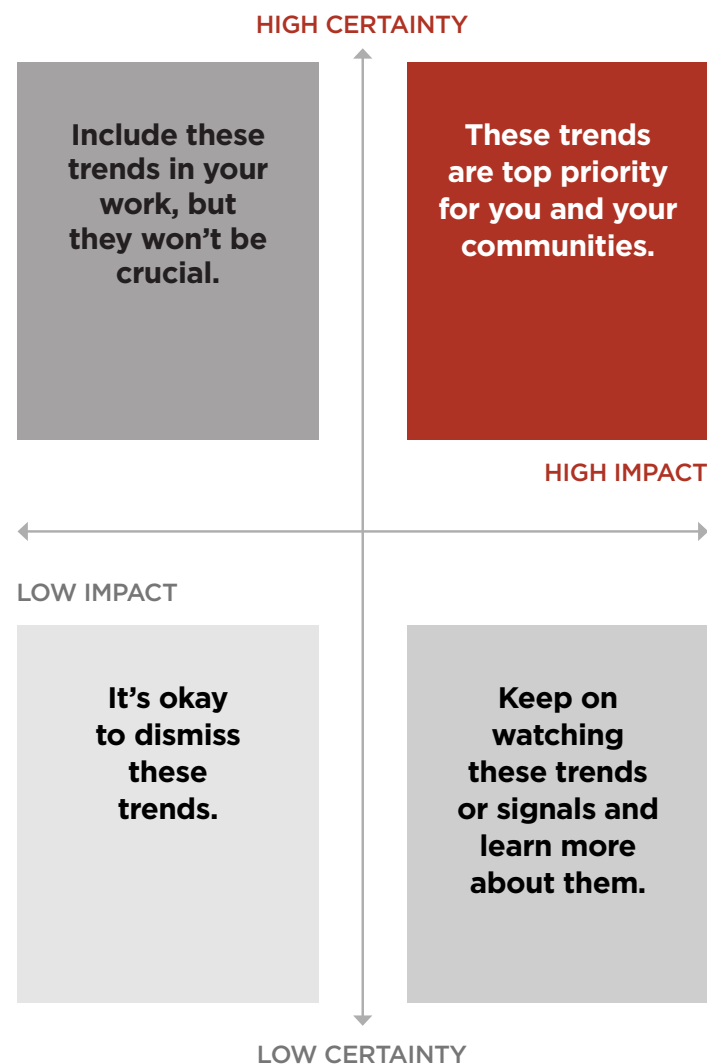 HIGH CERTAINTY
Include these
trends in your
work, but
they won’t be
crucial.
These trends
are top priority
for you and your
communities.
HIGH IMPACT
LOW IMPACT
It’s okay
to dismiss
these
trends.
Keep on
watching
these trends
or signals and
learn more
about them.
LOW CERTAINTY